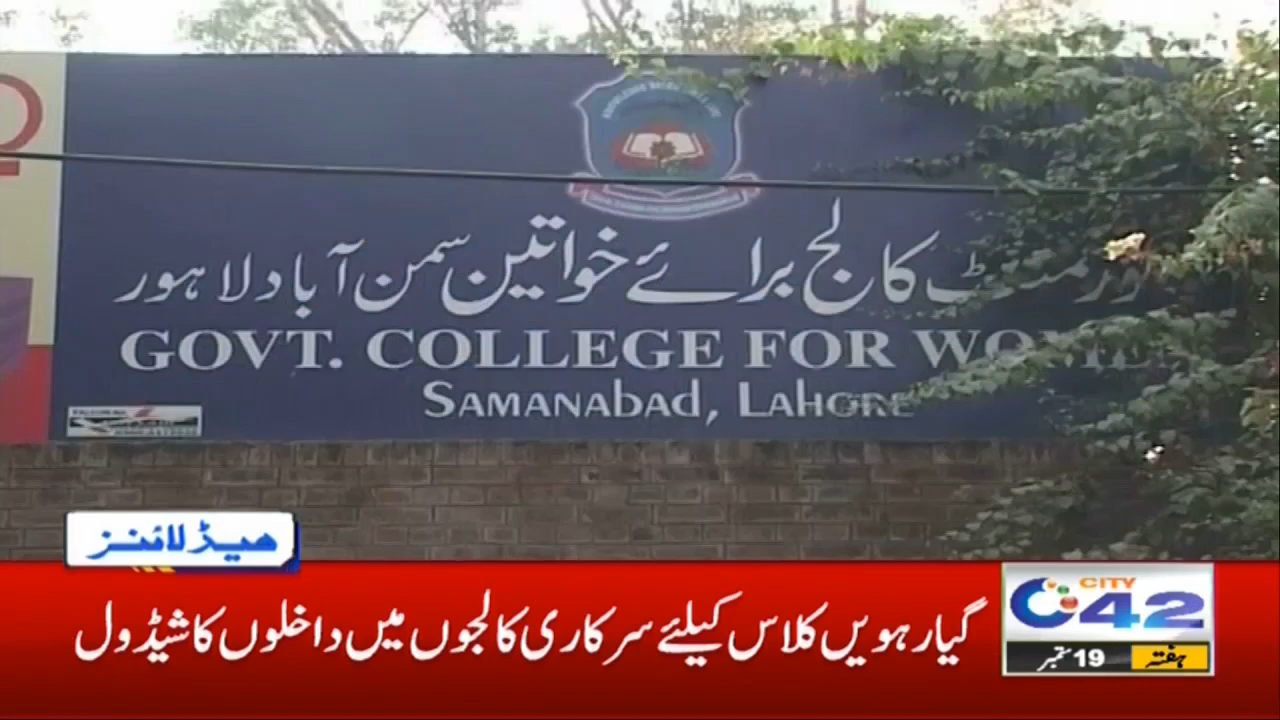 کالج برائے خواتین سمن آباد لاہور
GOVT. COLLEGE FOR
SAMANABAD, LAHORE
ہیڈلائنز
گیارہویں کلاس کیلئے سرکاری کالجوں میں داخلوں کا شیڈول
CITY
42
ہفتہ
19 ستمبر